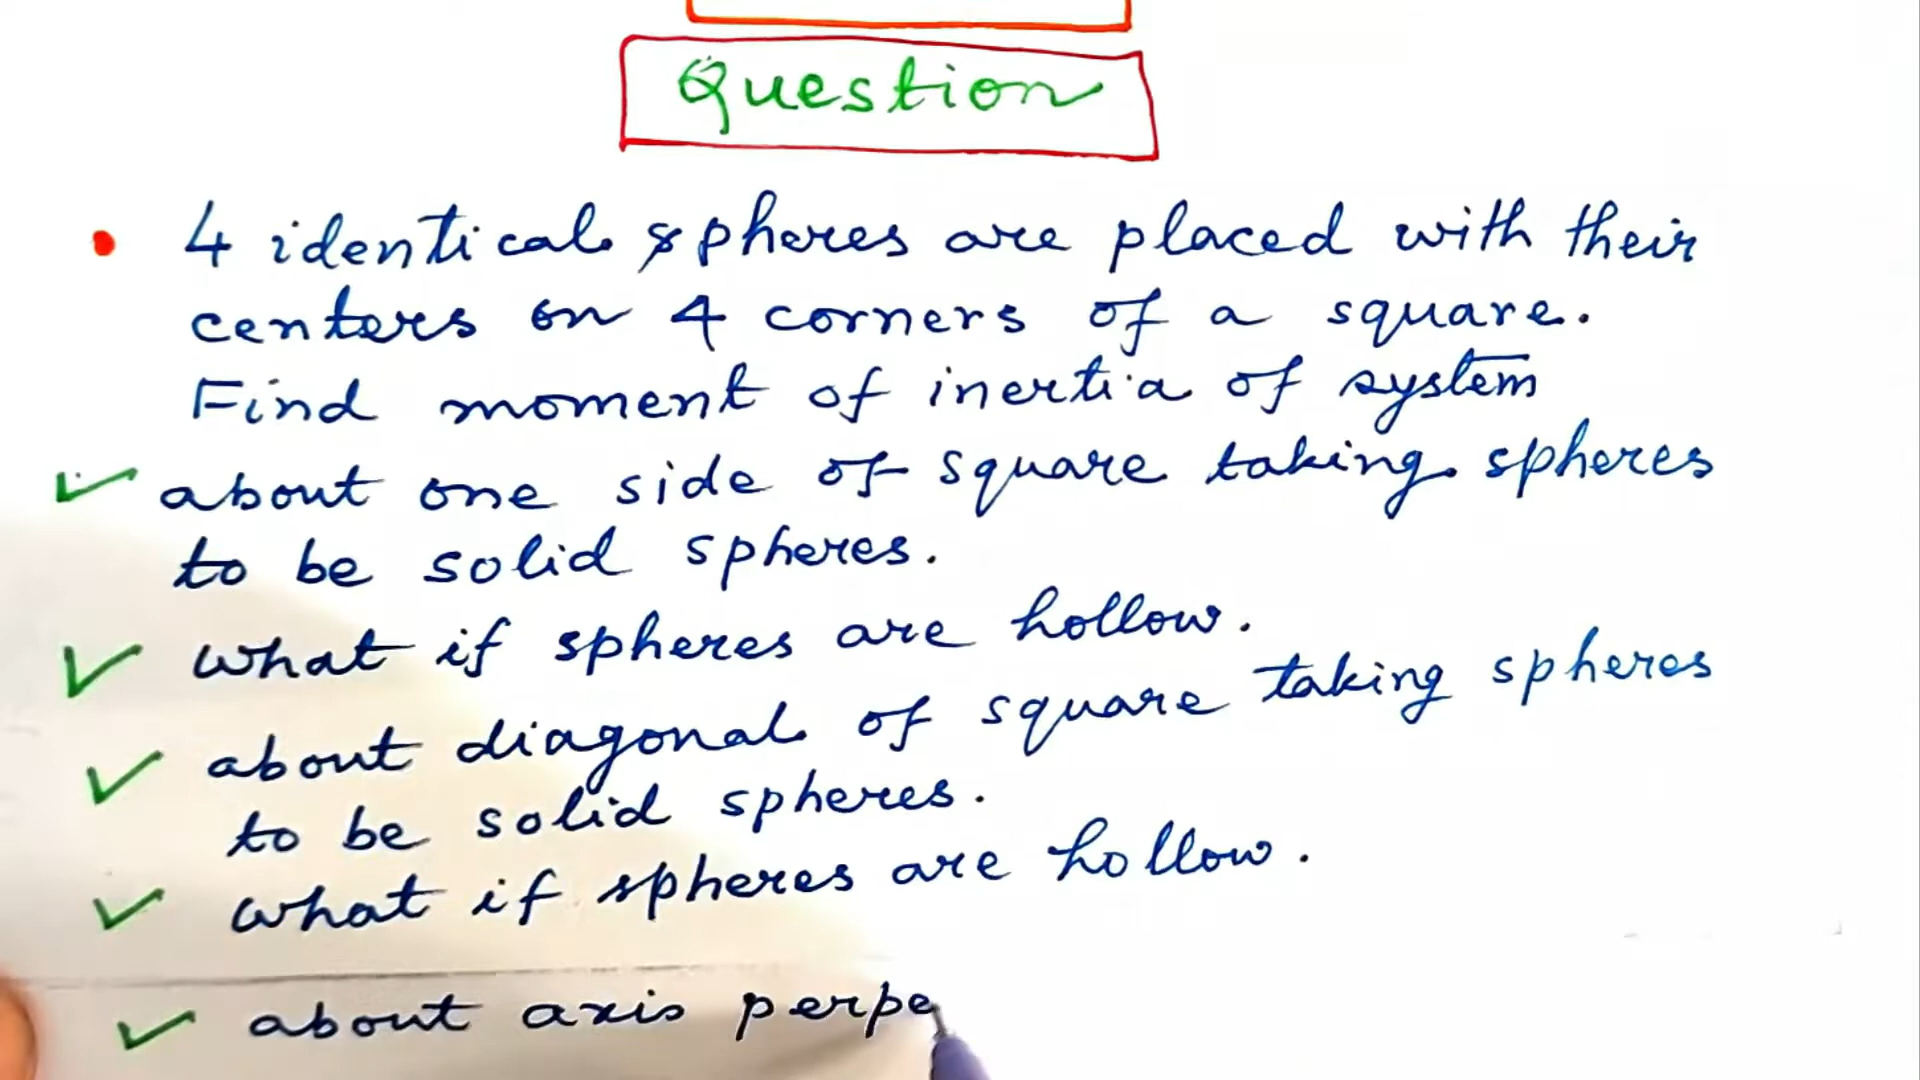 Question
4 identical spheres are placed with their
centers on 4 corners of a square.
Find moment of inertia of system
about one side of square taking spheres
to be solid spheres.
what if spheres are hollow.
about diagonal of square taking spheres
to be solid spheres.
what if spheres are hollow.
about axis perpe